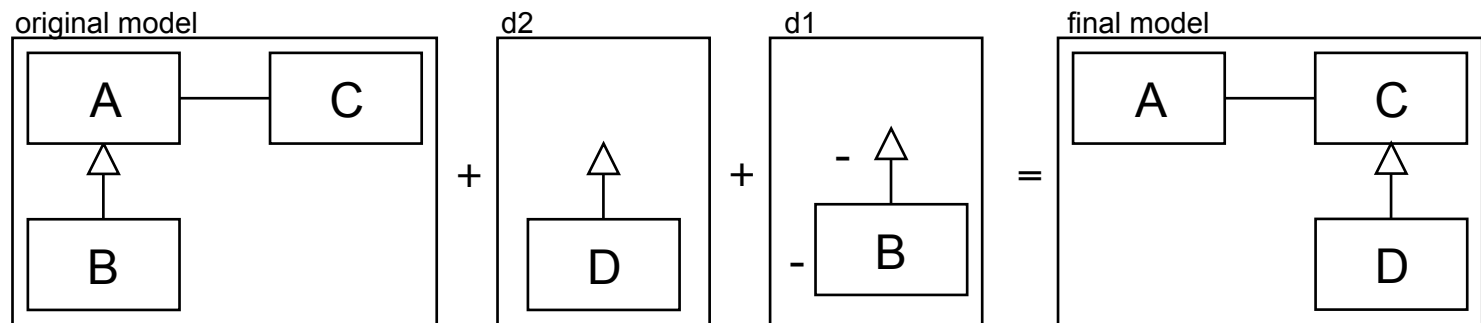 original model d2 d1 final model
A C A C
+ + =
-
B D - B D